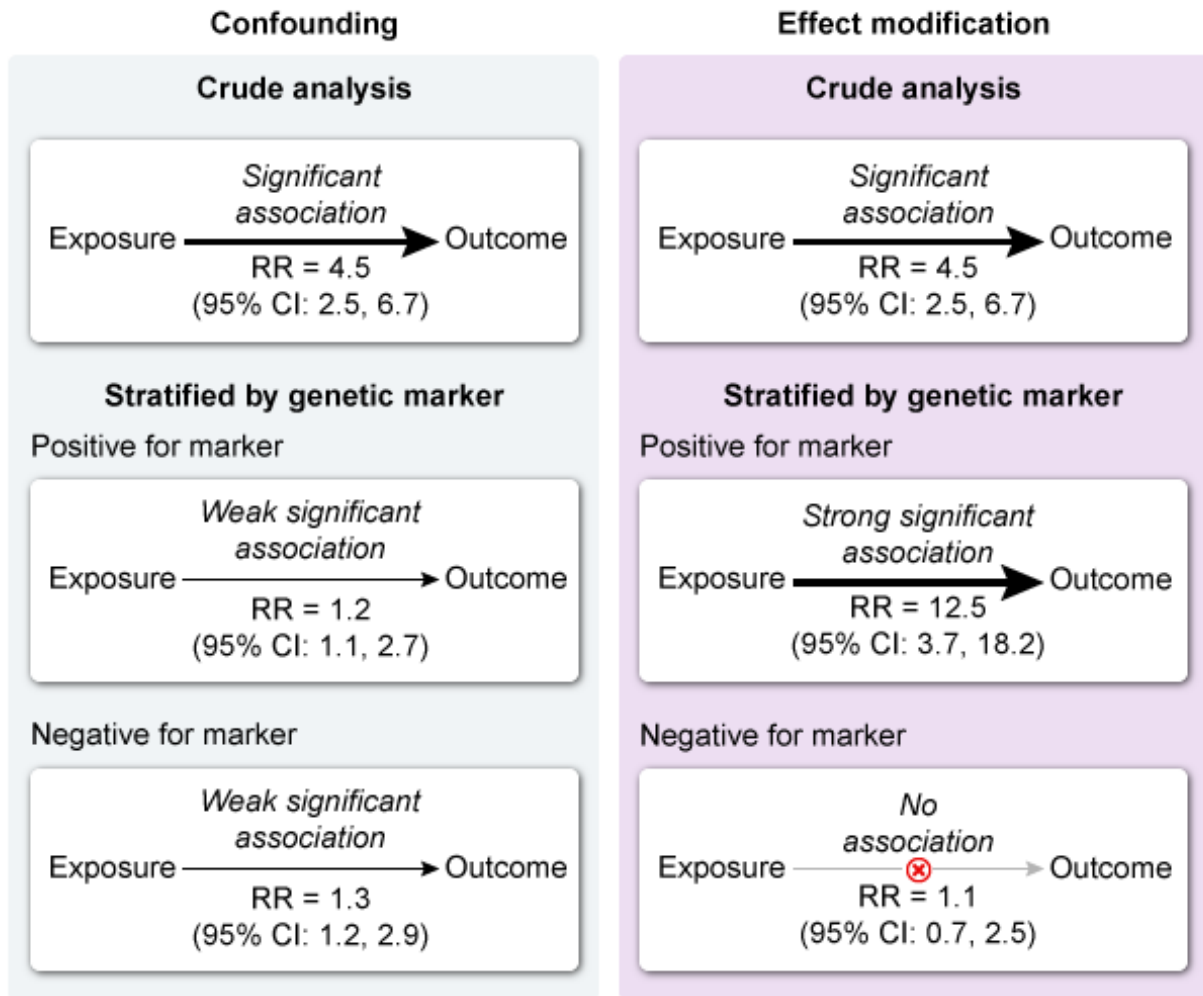 Confounding
Crude analysis
Significant
association
Exposure
Outcome
RR = 4.5
(95% CI: 2.5, 6.7)
Stratified by genetic marker
Positive for marker
Weak significant
association
Exposure
Outcome
RR = 1.2
(95% CI: 1.1, 2.7)
Negative for marker
Weak significant
association
Exposure
Outcome
RR = 1.3
(95% CI: 1.2, 2.9)
Effect modification
Crude analysis
Significant
association
Exposure
Outcome
RR = 4.5
(95% CI: 2.5, 6.7)
Stratified by genetic marker
Positive for marker
Strong significant
association
Exposure
Outcome
RR = 12.5
(95% CI: 3.7, 18.2)
Negative for marker
No
association
Exposure
Outcome
RR = 1.1
(95% CI: 0.7, 2.5)